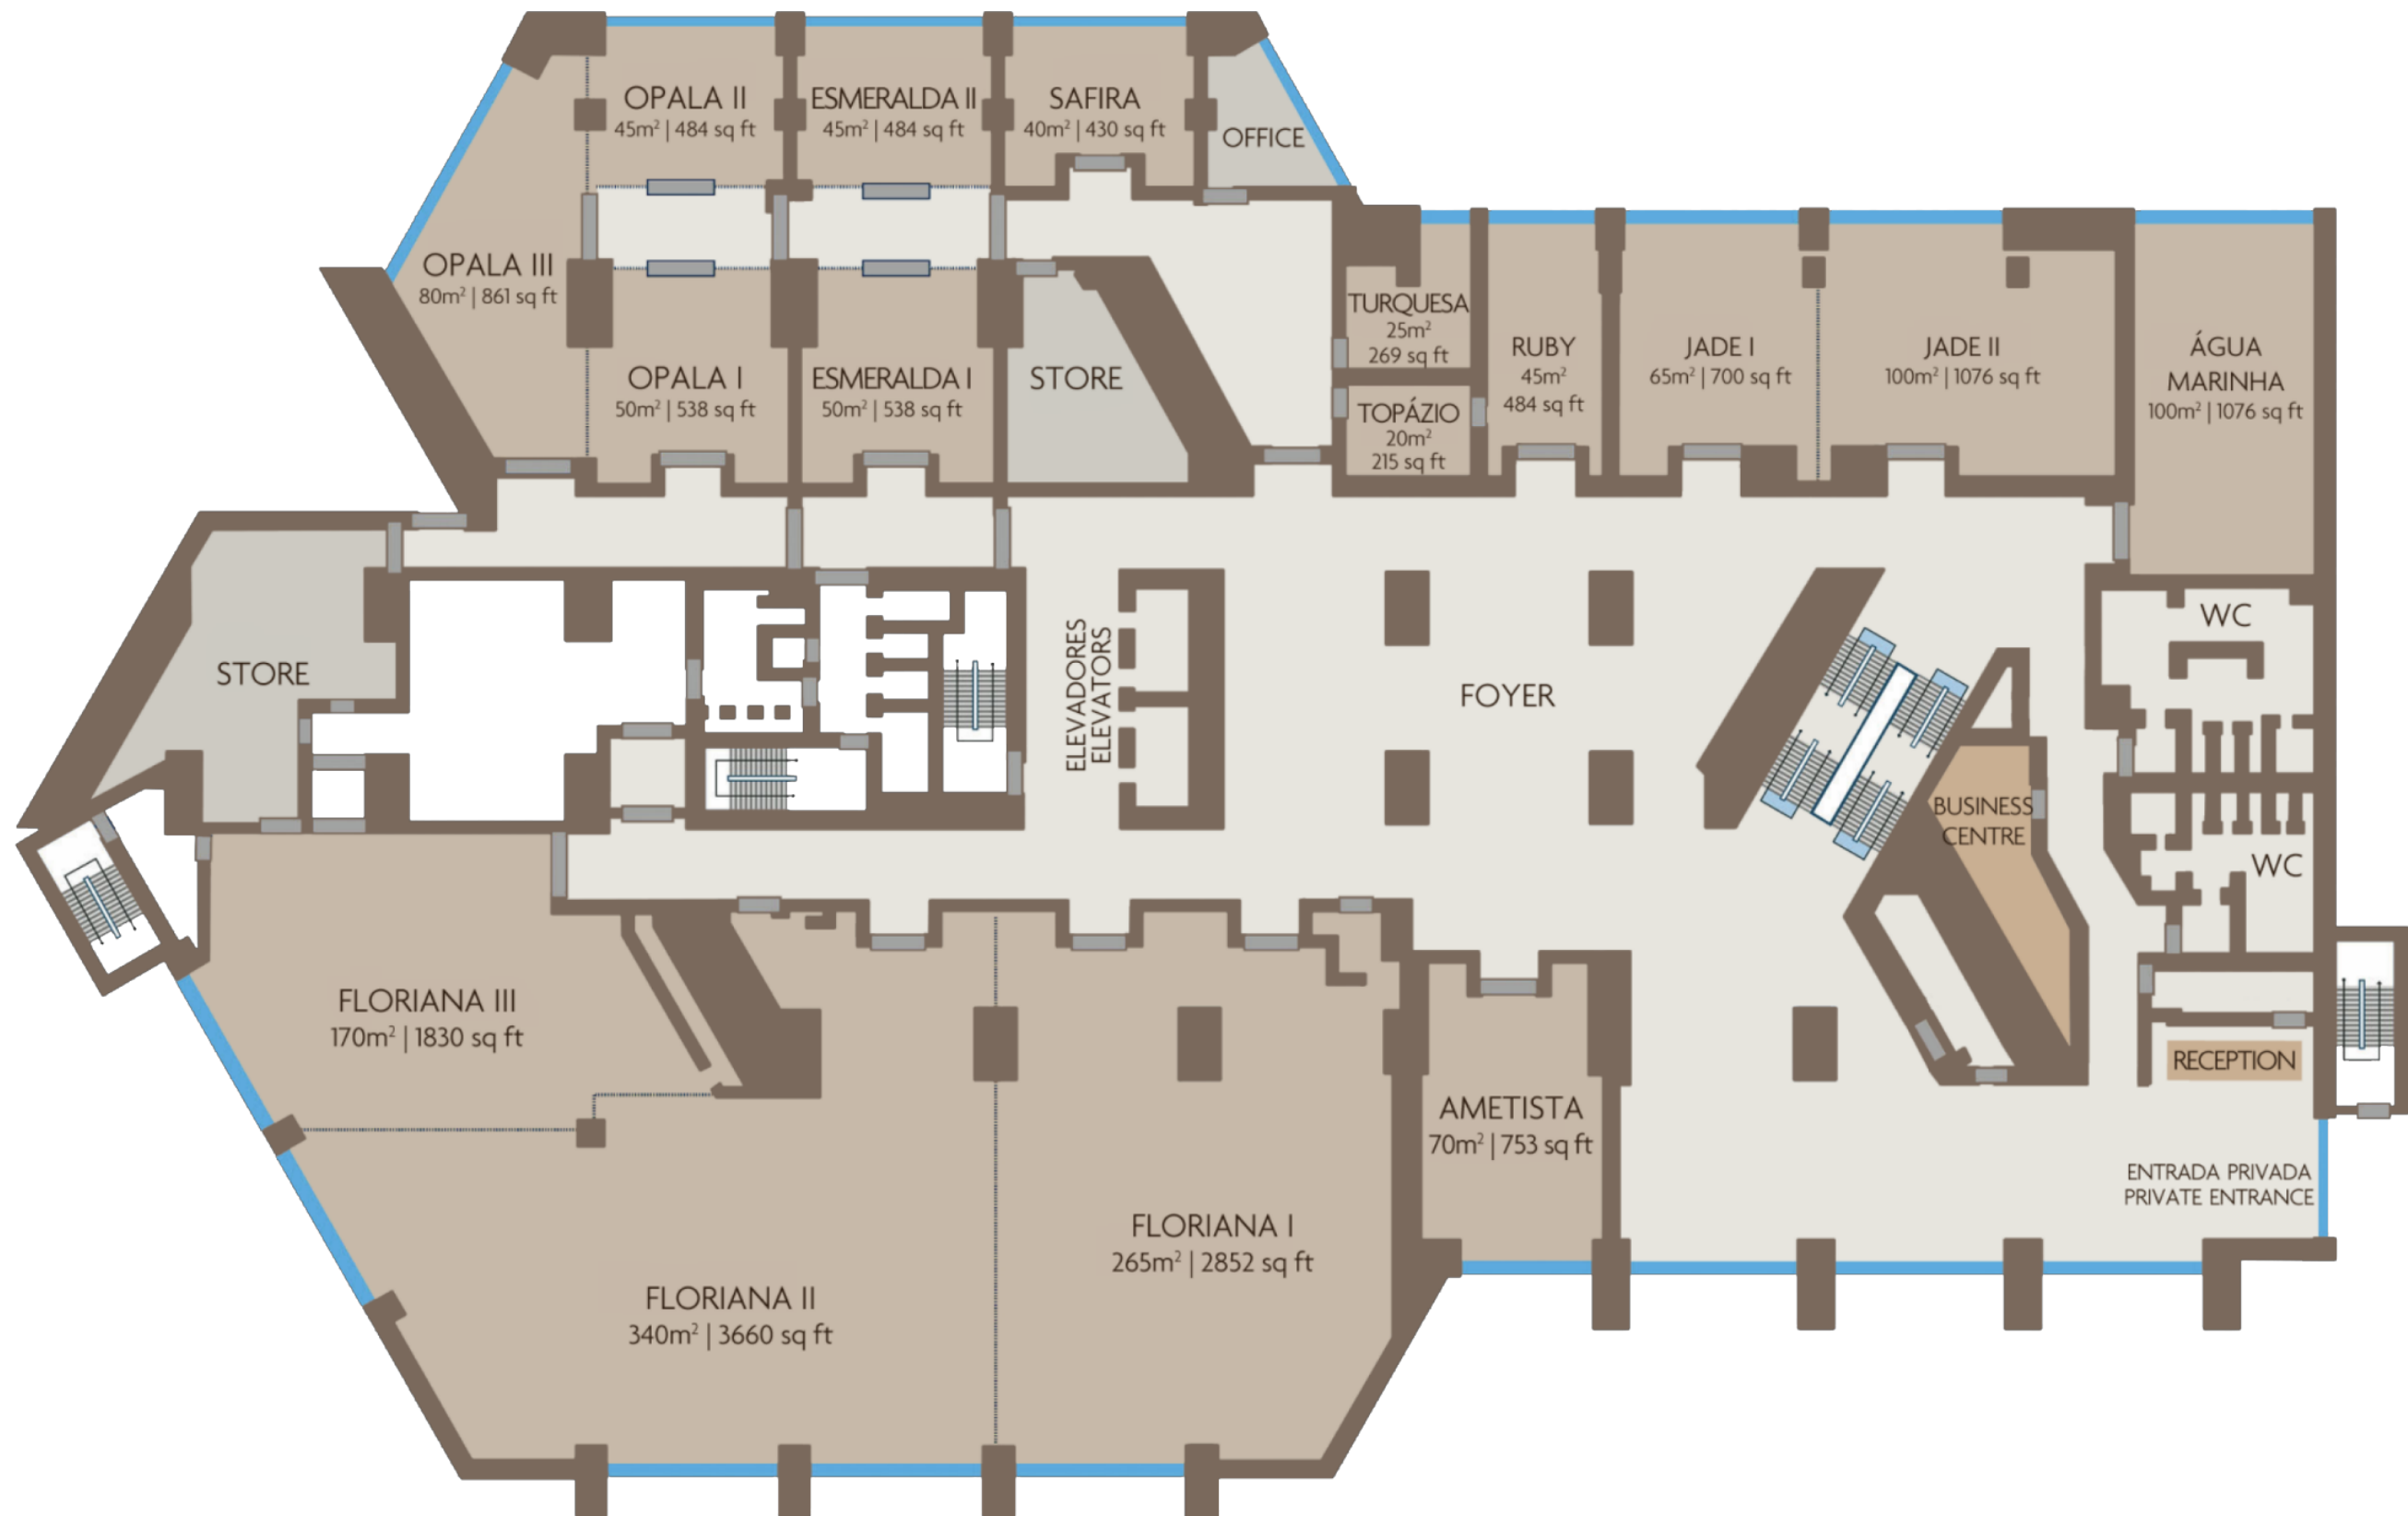 OPALA II
45m² | 484 sq ft
ESMERALDA II
45m² | 484 sq ft
SAFIRA
40m² | 430 sq ft
OFFICE
OPALA III
80m² | 861 sq ft
OPALA I
50m² | 538 sq ft
ESMERALDA I
50m² | 538 sq ft
STORE
TURQUESA
25m²
269 sq ft
TOPÁZIO
20m²
215 sq ft
RUBY
45m²
484 sq ft
JADE I
65m² | 700 sq ft
JADE II
100m² | 1076 sq ft
ÁGUA
MARINHA
100m² | 1076 sq ft
STORE
ELEVADORES
ELEVATORS
FOYER
WC
BUSINESS
CENTRE
WC
FLORIANA III
170m² | 1830 sq ft
RECEPTION
AMETISTA
70m² | 753 sq ft
ENTRADA PRIVADA
PRIVATE ENTRANCE
FLORIANA I
265m² | 2852 sq ft
FLORIANA II
340m² | 3660 sq ft